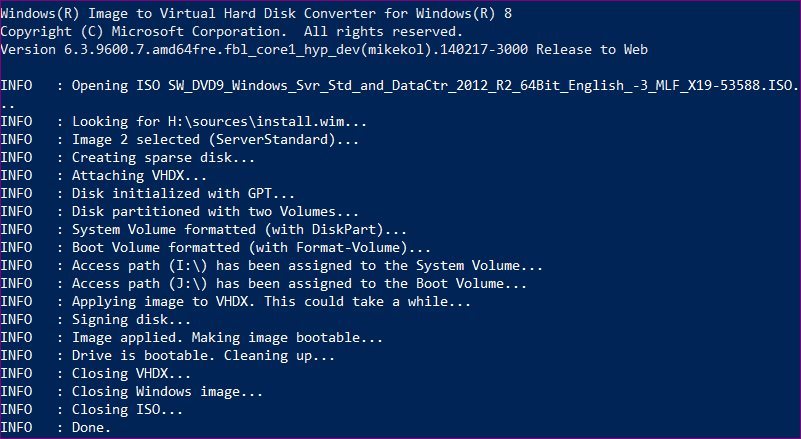 Windows(R) Image to Virtual Hard Disk Converter for Windows(R) 8
Copyright (C) Microsoft Corporation.  All rights reserved.
Version 6.3.9600.7.amd64fre.fbl_core1_hyp_dev(mikekol).140217-3000 Release to Web
INFO   : Opening ISO SW_DVD9_Windows_Svr_Std_and_DataCtr_2012_R2_64Bit_English_-3_MLF_X19-53588.ISO.
..
INFO   : Looking for H:\sources\install.wim...
INFO   : Image 2 selected (ServerStandard)...
INFO   : Creating sparse disk...
INFO   : Attaching VHDX...
INFO   : Disk initialized with GPT...
INFO   : Disk partitioned with two Volumes...
INFO   : System Volume formatted (with DiskPart)...
INFO   : Boot Volume formatted (with Format-Volume)...
INFO   : Access path (I:\) has been assigned to the System Volume...
INFO   : Access path (J:\) has been assigned to the Boot Volume...
INFO   : Applying image to VHDX. This could take a while...
INFO   : Signing disk...
INFO   : Image applied. Making image bootable...
INFO   : Drive is bootable. Cleaning up...
INFO   : Closing VHDX...
INFO   : Closing Windows image...
INFO   : Closing ISO...
INFO   : Done.